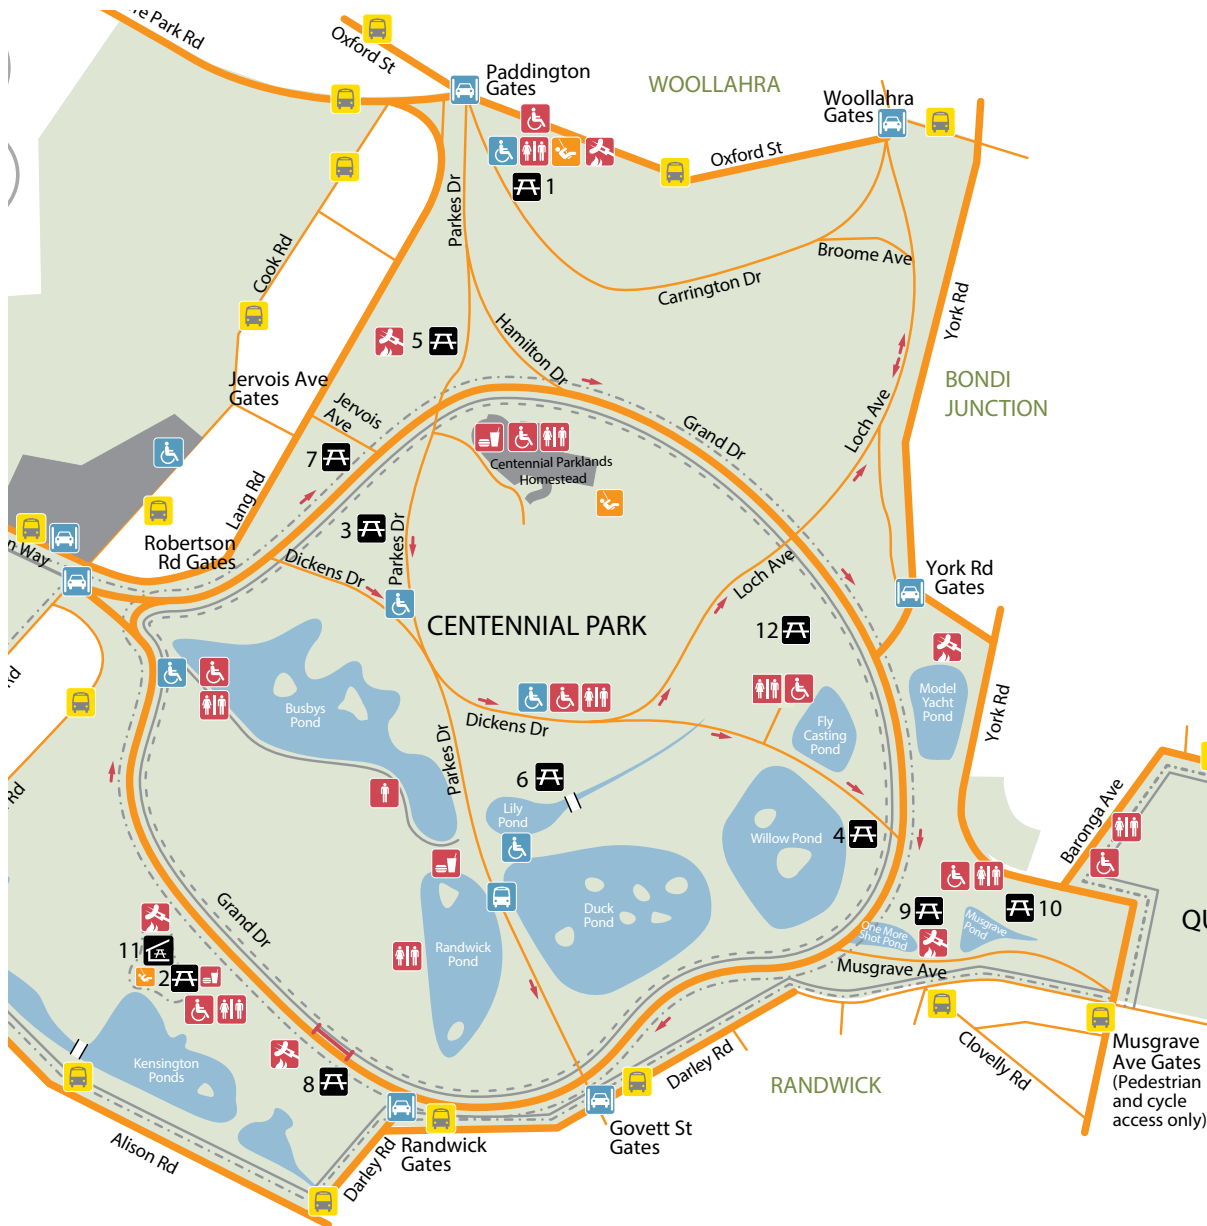 re Park Rd
Oxford St
Paddington
Gates
WOOLLAHRA
Woollahra
Gates
Oxford St
1
Parkes Dr
Cook Rd
Broome Ave
Carrington Dr
York Rd
5
Hamilton Dr
Jervois Ave
Gates
Jervois
Ave
BONDI
JUNCTION
Grand Dr
Loch Ave
7
Centennial Parklands
Homestead
Lang Rd
3
Parkes Dr
n Way
Robertson
Rd Gates
Dickens Dr
Loch Ave
York Rd
Gates
CENTENNIAL PARK
12
Busbys
Pond
Model
Yacht
Pond
York Rd
Dickens Dr
Fly
Casting
Pond
Parkes Dr
6
Rd
Lily
Pond
Willow Pond
4
Baronga Ave
Grand Dr
Duck
Pond
9
10
QU
One More
Shot Pond
Musgrave
Pond
11
2
Randwick
Pond
Musgrave Ave
Kensington
Ponds
8
Darley Rd
RANDWICK
Clovelly Rd
Musgrave
Ave Gates
(Pedestrian
and cycle
access only)
Alison Rd
Darley Rd
Randwick
Gates
Govett St
Gates